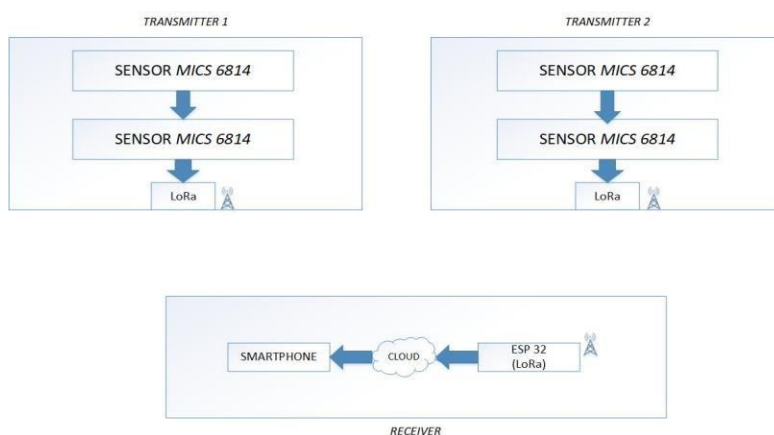 TRANSMITTER 1
SENSOR MICS 6814
SENSOR MICS 6814
LoRa
TRANSMITTER 2
SENSOR MICS 6814
SENSOR MICS 6814
LoRa
SMARTPHONE
CLOUD
ESP 32
(LoRa)
RECEIVER